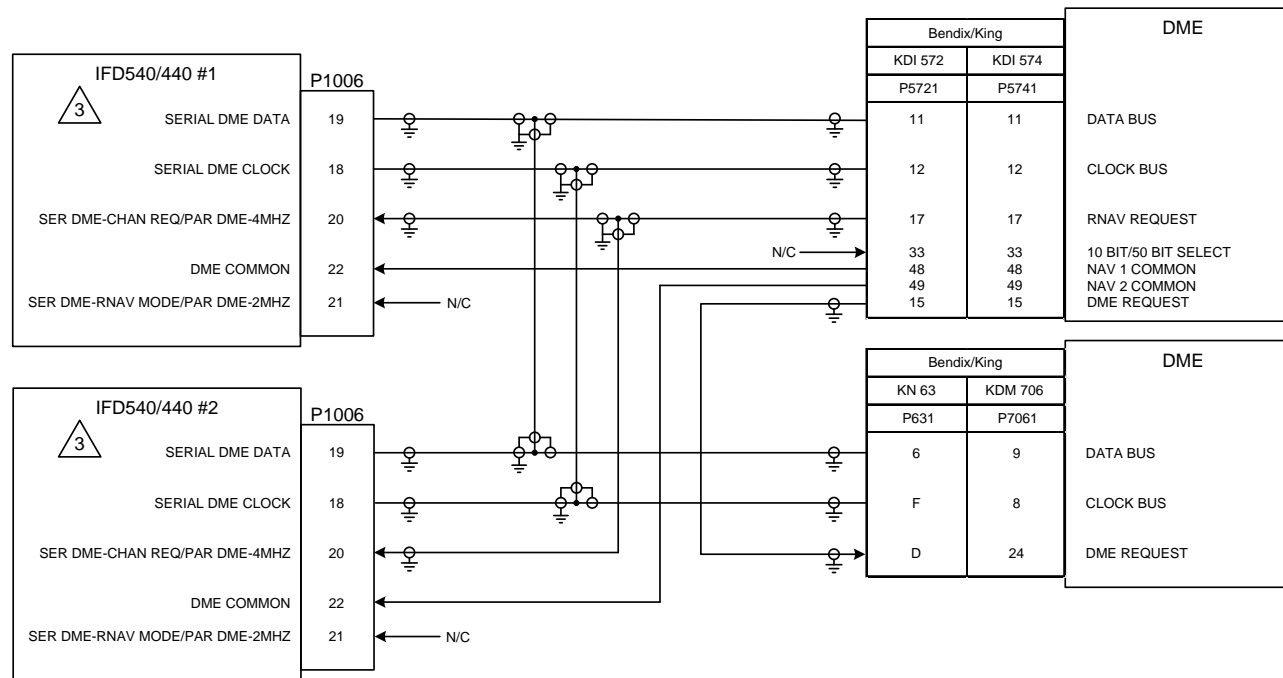 IFD540/440 #1
3
P1006
SERIAL DME DATA 19
SERIAL DME CLOCK 18
SER DME-CHAN REQ/PAR DME-4MHZ 20
DME COMMON 22
SER DME-RNAV MODE/PAR DME-2MHZ 21
N/C
N/C
Bendix/King
KDI 572 KDI 574
P5721 P5741
DME
11 11 DATA BUS
12 12 CLOCK BUS
17 17 RNAV REQUEST
33 33 10 BIT/50 BIT SELECT
48 48 NAV 1 COMMON
49 49 NAV 2 COMMON
15 15 DME REQUEST
IFD540/440 #2
3
P1006
SERIAL DME DATA 19
SERIAL DME CLOCK 18
SER DME-CHAN REQ/PAR DME-4MHZ 20
DME COMMON 22
SER DME-RNAV MODE/PAR DME-2MHZ 21
N/C
Bendix/King
KN 63 KDM 706
P631 P7061
DME
6 9 DATA BUS
F 8 CLOCK BUS
D 24 DME REQUEST